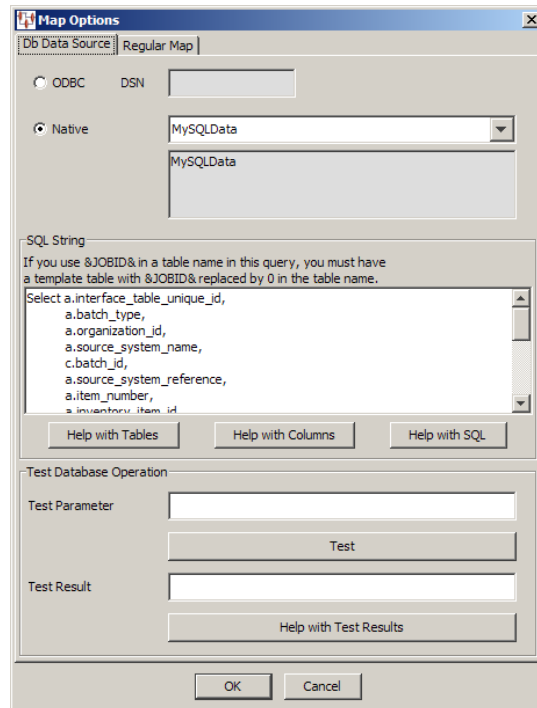 Map Options
Db Data Source Regular Map
ODBC DSN
Native MySQLData
MySQLData
SQL String
If you use &JOBID& in a table name in this query, you must have
a template table with &JOBID& replaced by 0 in the table name.
Select a.interface_table_unique_id,
a.batch_type,
a.organization_id,
a.source_system_name,
c.batch_id,
a.source_system_reference,
a.item_number,
a.inventory_item_id
Help with Tables Help with Columns Help with SQL
Test Database Operation
Test Parameter
Test
Test Result
Help with Test Results
OK Cancel